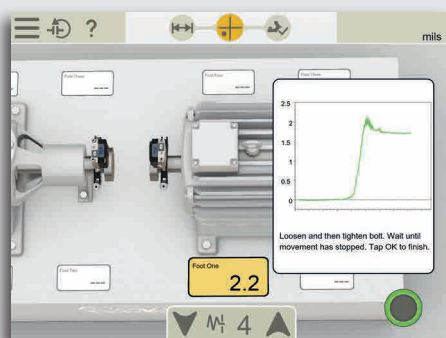 ?
mils
Foot Three
Foot Four
Foot Three
2.5
2
1.5
1
0.5
0
Loosen and then tighten bolt. Wait until
movement has stopped. Tap OK to finish.
Foot Two
Foot One
2.2
4